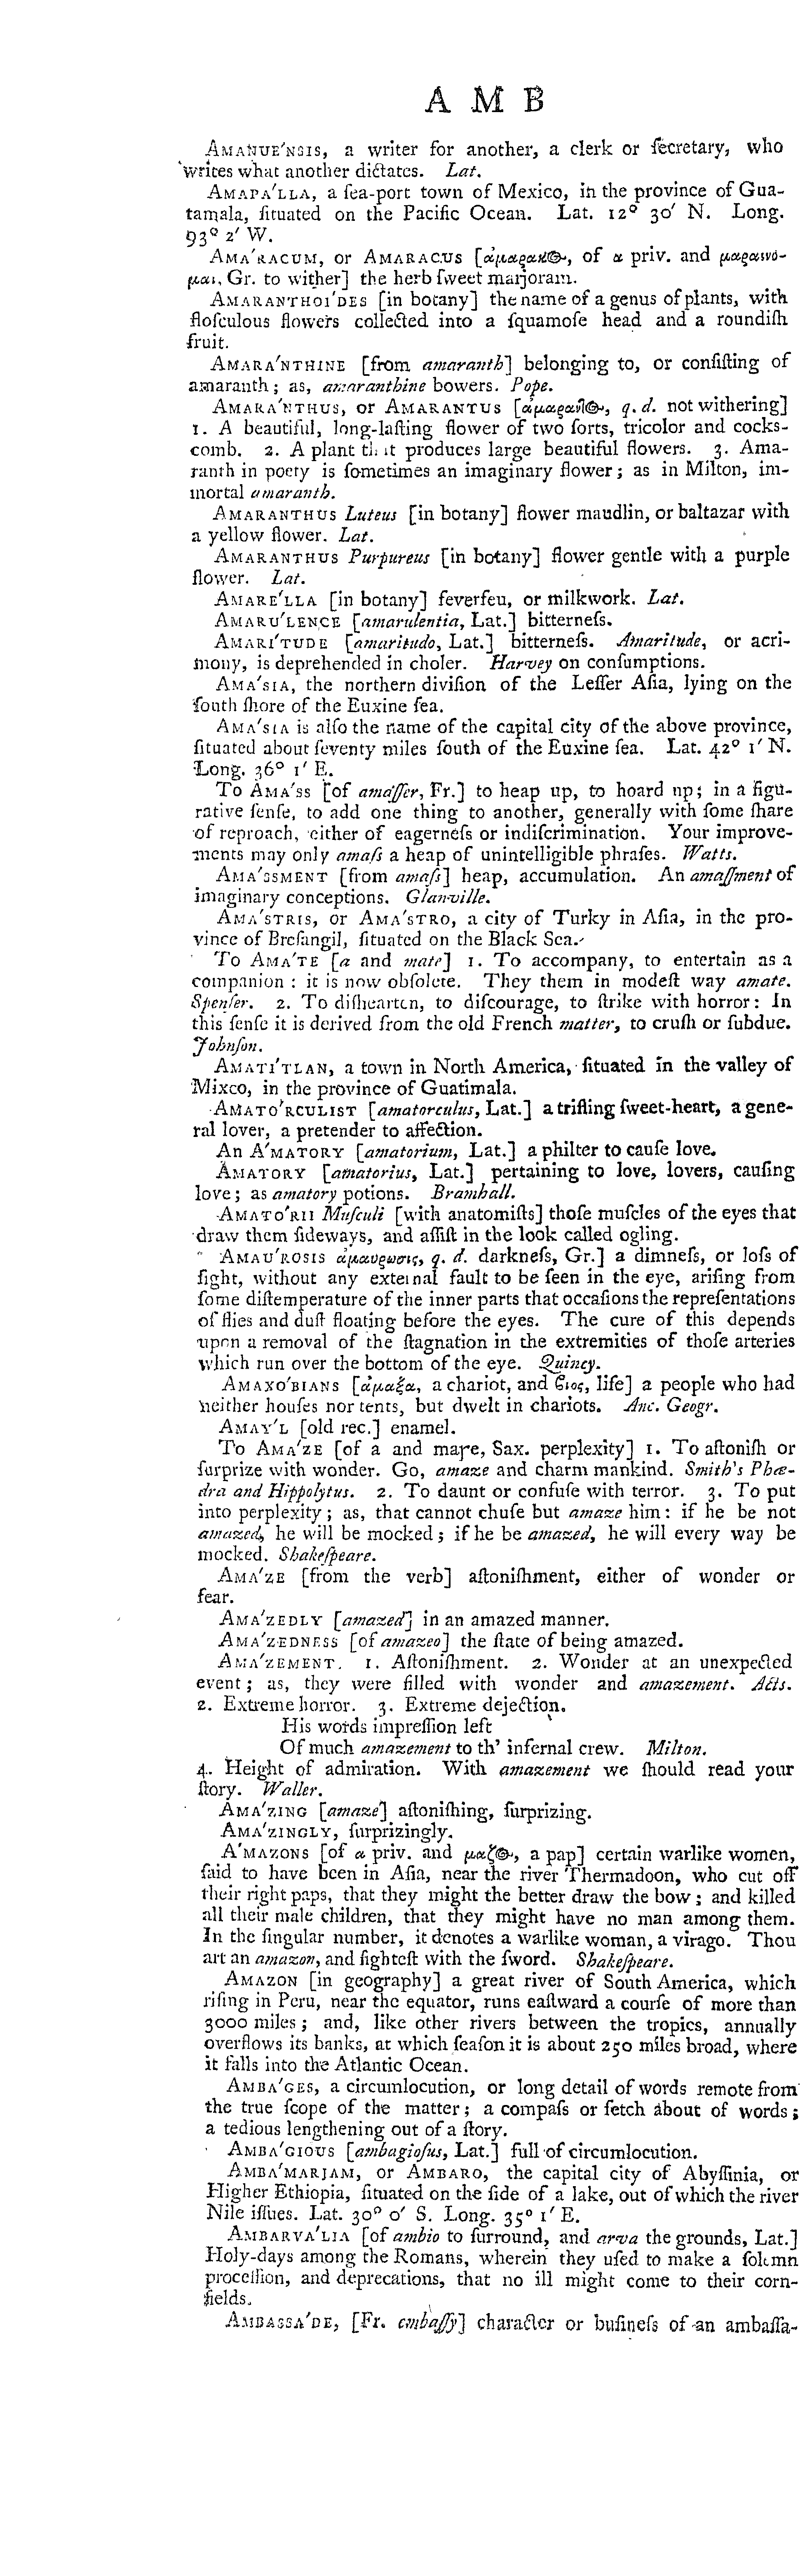 A M B
AMANUE'NSIS, a writer for another, a clerk or ſecretary, who
writes what another dictates. Lat.
AMAPA'LLA, a ſea-port town of Mexico, in the province of Gua-
tamala, ſituated on the Pacific Ocean. Lat. 12° 30′ N. Long.
93° 2′ W.
AMA'RACUM, or AMARACUS [ἀμαρακος, of α priv. and μαραινο-
μαι, Gr. to wither] the herb ſweet marjoram.
AMARANTHOI'DES [in botany] the name of a genus of plants, with
floſculous flowers collected into a ſquamoſe head and a roundiſh
fruit.
AMARA'NTHINE [from amaranth] belonging to, or conſiſting of
amaranth; as, amaranthine bowers. Pope.
AMARA'NTHUS, or AMARANTUS [ἀμαρανῖος, q. d. not withering]
1. A beautiful, long-laſting flower of two ſorts, tricolor and cocks-
comb. 2. A plant that produces large beautiful flowers. 3. Ama-
ranth in poety is ſometimes an imaginary flower; as in Milton, im-
mortal amaranth.
AMARANTHUS Luteus [in botany] flower maudlin, or baltazar with
a yellow flower. Lat.
AMARANTHUS Purpureus [in botany] flower gentle with a purple
flower. Lat.
AMARE'LLA [in botany] feverfeu, or milkwork. Lat.
AMARU'LENCE [amarulentia, Lat.] bitterneſs.
AMARI'TUDE [amaritudo, Lat.] bitterneſs. Amaritude, or acri-
mony, is deprehended in choler. Harvey on conſumptions.
AMA'SIA, the northern diviſion of the Leſſer Aſia, lying on the
ſouth ſhore of the Euxine ſea.
AMA'SIA is alſo the name of the capital city of the above province,
ſituated about ſeventy miles ſouth of the Euxine ſea. Lat. 42° 1′ N.
Long. 36° 1′ E.
To AMA'SS [of amaſſer, Fr.] to heap up, to hoard up; in a figu-
rative ſenſe, to add one thing to another, generally with ſome ſhare
of reproach, either of eagerneſs or indiſcrimination. Your improve-
ments may only amaſs a heap of unintelligible phraſes. Watts.
AMA'SSMENT [from amaſs] heap, accumulation. An amaſſment of
imaginary conceptions. Glanville.
AMA'STRIS, or AMA'STRO, a city of Turky in Aſia, in the pro-
vince of Breſangil, ſituated on the Black Sea.
To AMA'TE [a and mate] 1. To accompany, to entertain as a
companion: it is now obſolete. They them in modeſt way amate.
Spenſer. 2. To diſhearten, to diſcourage, to ſtrike with horror: In
this ſenſe it is derived from the old French matter, to cruſh or ſubdue.
Johnſon.
AMATI'TLAN, a town in North America, ſituated in the valley of
Mixco, in the province of Guatimala.
AMATO'RCULIST [amatorculus, Lat.] a trifling ſweet-heart, a gene-
ral lover, a pretender to affection.
An A'MATORY [amatorium, Lat.] a philter to cauſe love.
AMATORY [amatorius, Lat.] pertaining to love, lovers, cauſing
love; as amatory potions. Bramhall.
AMATO'RII Muſculi [with anatomiſts] thoſe muſcles of the eyes that
draw them ſideways, and aſſiſt in the look called ogling.
AMAU'ROSIS ἀμαυρωσις, q. d. darkneſs, Gr.] a dimneſs, or loſs of
ſight, without any external fault to be ſeen in the eye, ariſing from
ſome diſtemperature of the inner parts that occaſions the repreſentations
of flies and duſt floating before the eyes. The cure of this depends
upon a removal of the ſtagnation in the extremities of thoſe arteries
which run over the bottom of the eye. Quincy.
AMAXO'BIANS [ἀμαξα, a chariot, and ϐιος, life] a people who had
neither houſes nor tents, but dwelt in chariots. Anc. Geogr.
AMAY'L [old rec.] enamel.
To AMA'ZE [of a and maꞃe, Sax. perplexity] 1. To aſtoniſh or
ſurprize with wonder. Go, amaze and charm mankind. Smith's Phæ-
dra and Hippolytus. 2. To daunt or confuſe with terror. 3. To put
into perplexity; as, that cannot chuſe but amaze him: if he be not
amazed, he will be mocked; if he be amazed, he will every way be
mocked. Shakeſpeare.
AMA'ZE [from the verb] aſtoniſhment, either of wonder or
fear.
AMA'ZEDLY [amazed] in an amazed manner.
AMA'ZEDNESS [of amazeo] the ſtate of being amazed.
AMA'ZEMENT. 1. Aſtoniſhment. 2. Wonder at an unexpected
event; as, they were filled with wonder and amazement. Acts.
2. Extreme horror. 3. Extreme dejection.
His words impreſſion left
Of much amazement to th' infernal crew. Milton.
4. Height of admiration. With amazement we ſhould read your
ſtory. Waller.
AMA'ZING [amaze] aſtoniſhing, ſurprizing.
AMA'ZINGLY, ſurprizingly.
A'MAZONS [of α priv. and μαζος, a pap] certain warlike women,
ſaid to have been in Aſia, near the river Thermadoon, who cut off
their right paps, that they might the better draw the bow; and killed
all their male children, that they might have no man among them.
In the ſingular number, it denotes a warlike woman, a virago. Thou
art an amazon, and fighteſt with the ſword. Shakeſpeare.
AMAZON [in geography] a great river of South America, which
riſing in Peru, near the equator, runs eaſtward a courſe of more than
3000 miles; and, like other rivers between the tropics, annually
overflows its banks, at which ſeaſon it is about 250 miles broad, where
it falls into the Atlantic Ocean.
AMBA'GES, a circumlocution, or long detail of words remote from
the true ſcope of the matter; a compaſs or fetch about of words;
a tedious lengthening out of a ſtory.
AMBA'GIOUS [ambagioſus, Lat.] full of circumlocution.
AMBA'MARJAM, or AMBARO, the capital city of Abyſſinia, or
Higher Ethiopia, ſituated on the ſide of a lake, out of which the river
Nile iſſues. Lat. 30° 0′ S. Long. 35° 1′ E.
AMBARVA'LIA [of ambio to ſurround, and arva the grounds, Lat.]
Holy-days among the Romans, wherein they uſed to make a ſolemn
proceſſion, and deprecations, that no ill might come to their corn-
fields.
AMBASSA'DE, [Fr. embaſſy] character or buſineſs of an ambaſſa-